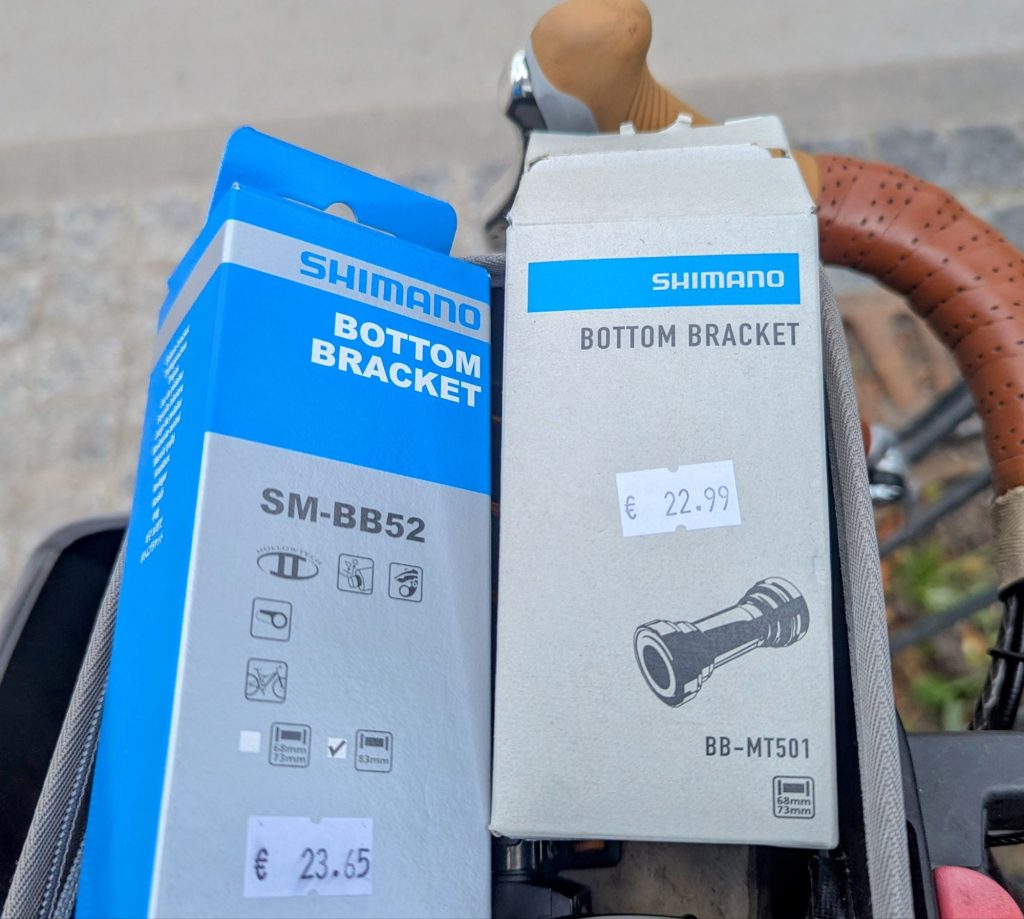 SHIMANO
BOTTOM
BRACKET
SM-BB52
HOLLOWTECH
II
68mm
73mm
83mm
€ 23.65
SHIMANO
BOTTOM BRACKET
€ 22.99
BB-MT501
68mm
73mm